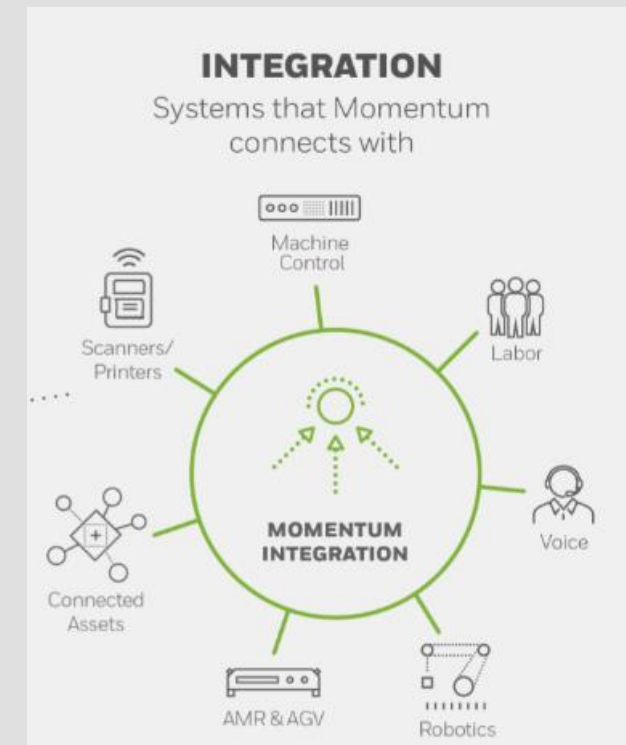 INTEGRATION
Systems that Momentum
connects with
Machine
Control
Scanners/
Printers
Labor
MOMENTUM
INTEGRATION
Voice
Connected
Assets
AMR & AGV
Robotics